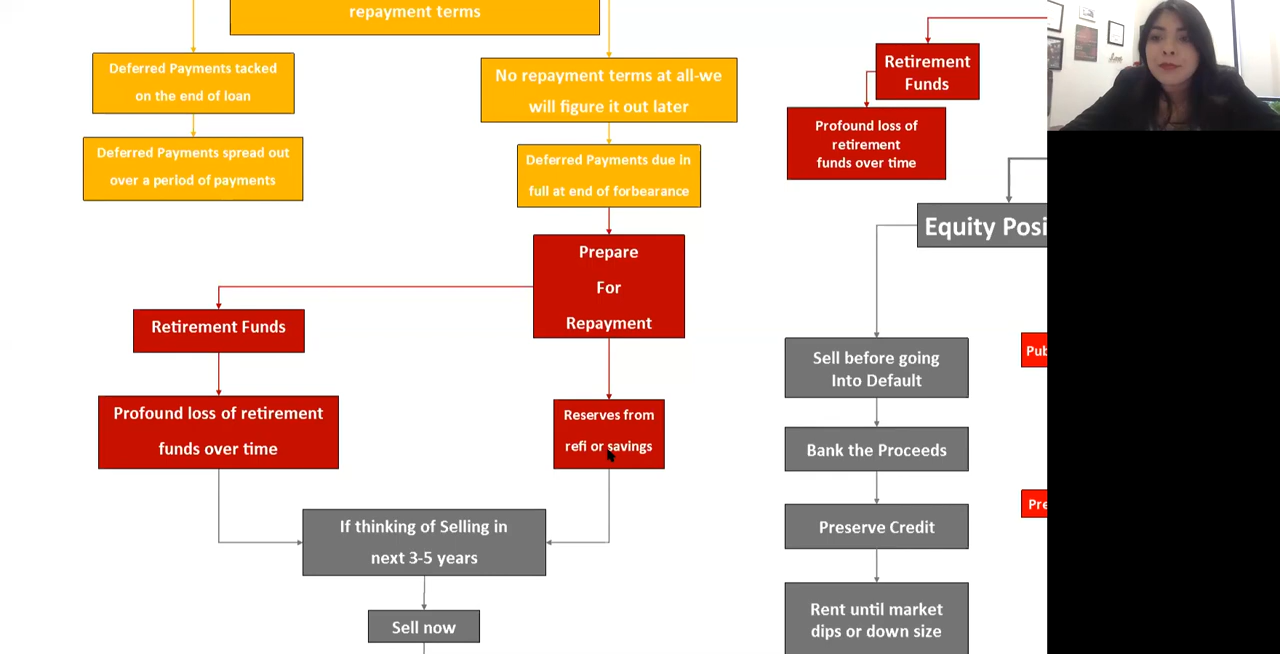 repayment terms
Deferred Payments tacked
on the end of loan
Deferred Payments spread out
over a period of payments
No repayment terms at all-we
will figure it out later
Deferred Payments due in
full at end of forbearance
Prepare
For
Repayment
Retirement Funds
Profound loss of retirement
funds over time
Reserves from
refi or savings
If thinking of Selling in
next 3-5 years
Sell now
Retirement
Funds
Profound loss of
retirement
funds over time
Equity Posi
Sell before going
Into Default
Bank the Proceeds
Preserve Credit
Rent until market
dips or down size
Pub
Pre